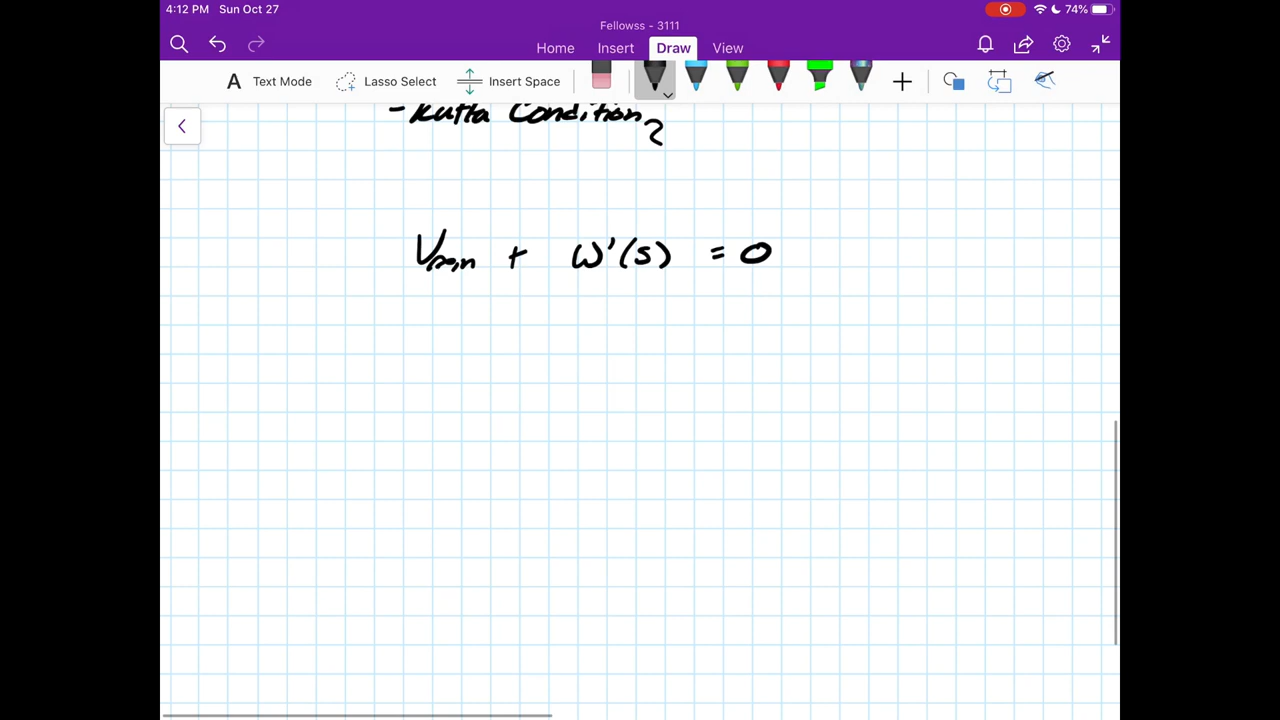 4:12 PM Sun Oct 27
74%
Fellowss - 3111
Home Insert Draw View
Text Mode Lasso Select Insert Space
- Kutta Condition
V∞,n + w'(s) = 0